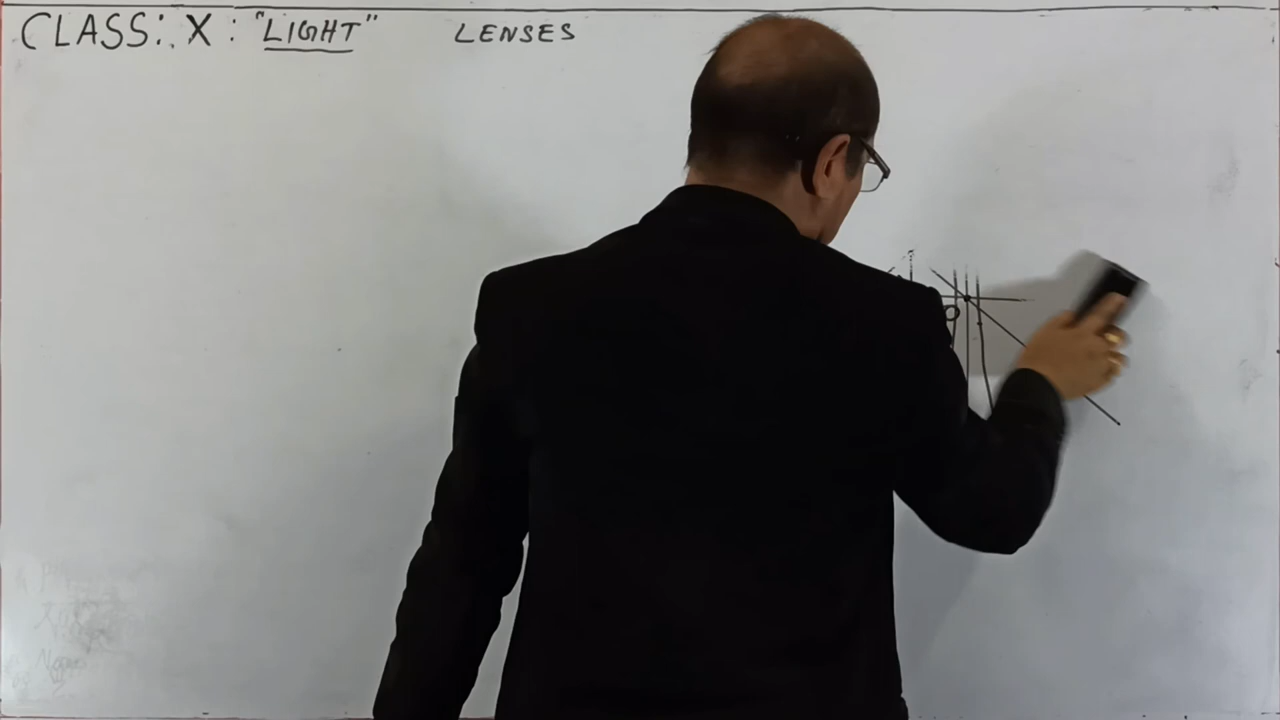 CLASS: X : "LIGHT" LENSES
O